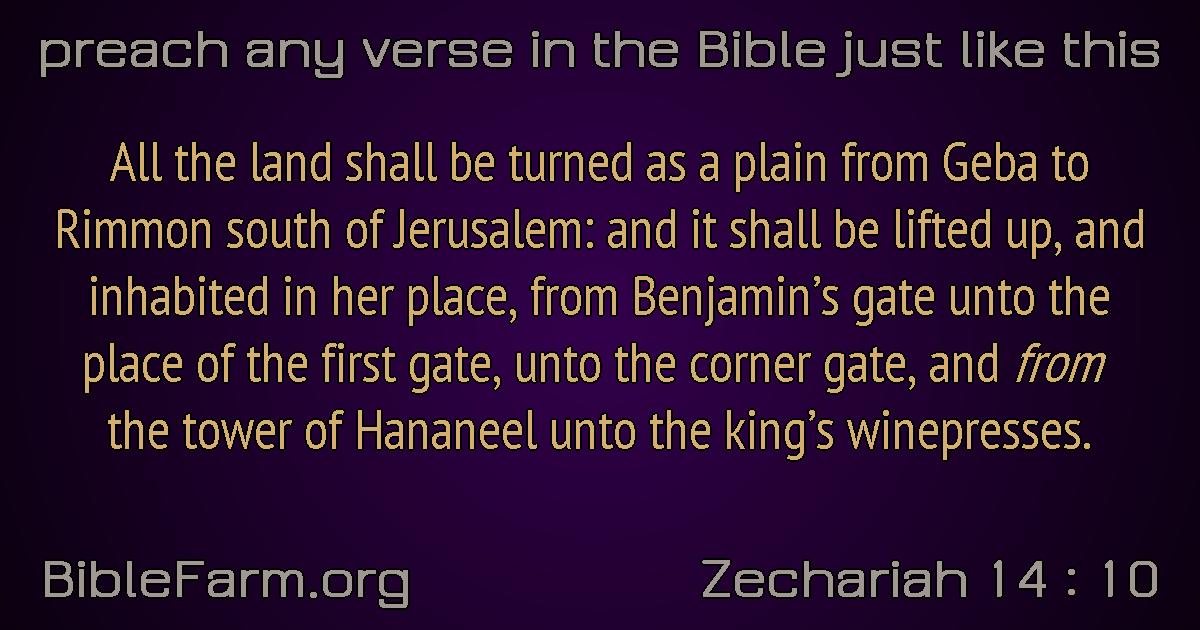 preach any verse in the Bible just like this
All the land shall be turned as a plain from Geba to
Rimmon south of Jerusalem: and it shall be lifted up, and
inhabited in her place, from Benjamin’s gate unto the
place of the first gate, unto the corner gate, and from
the tower of Hananeel unto the king’s winepresses.
BibleFarm.org
Zechariah 14 : 10